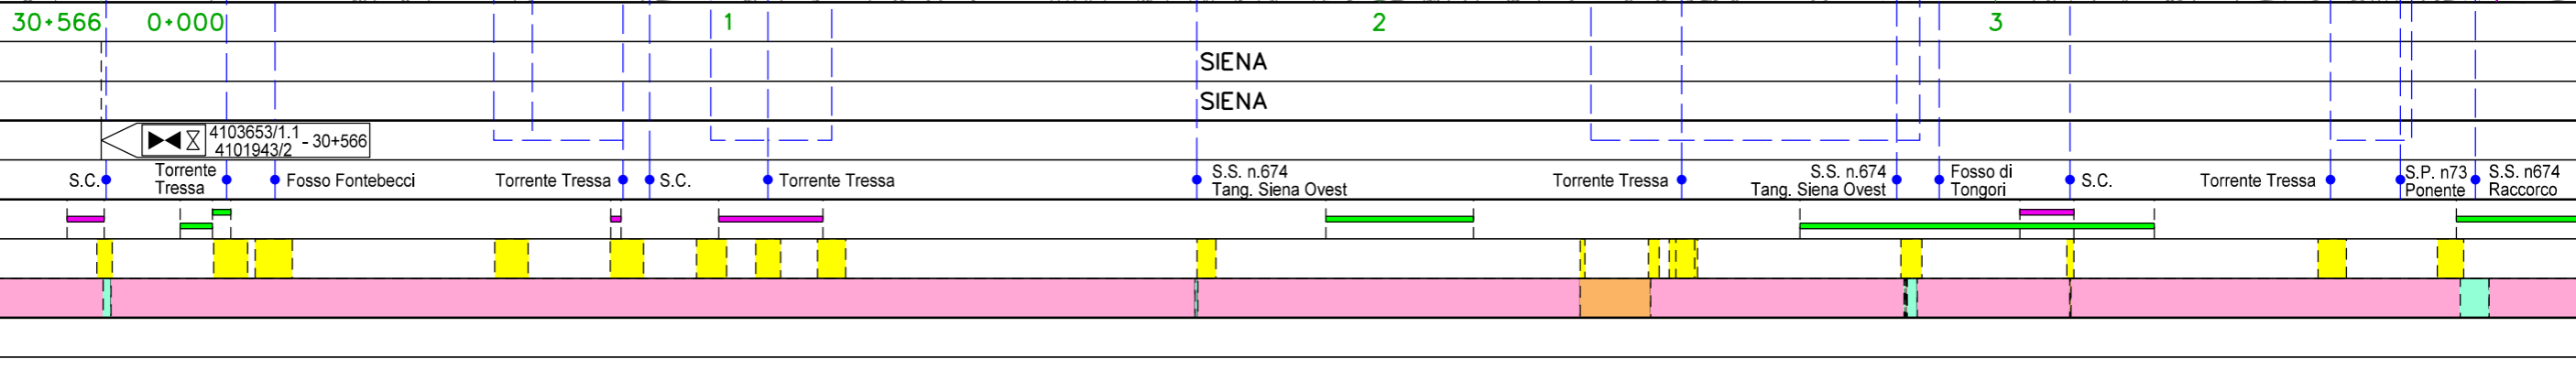 30+566 0+000 1 2 3
SIENA
SIENA
4103653/1.1
4101943/2 - 30+566
S.C.
Torrente
Tressa
Fosso Fontebecci
Torrente Tressa
S.C.
Torrente Tressa
S.S. n.674
Tang. Siena Ovest
Torrente Tressa
S.S. n.674
Tang. Siena Ovest
Fosso di
Tongori
S.C.
Torrente Tressa
S.P. n73
Ponente
S.S. n674
Raccorco